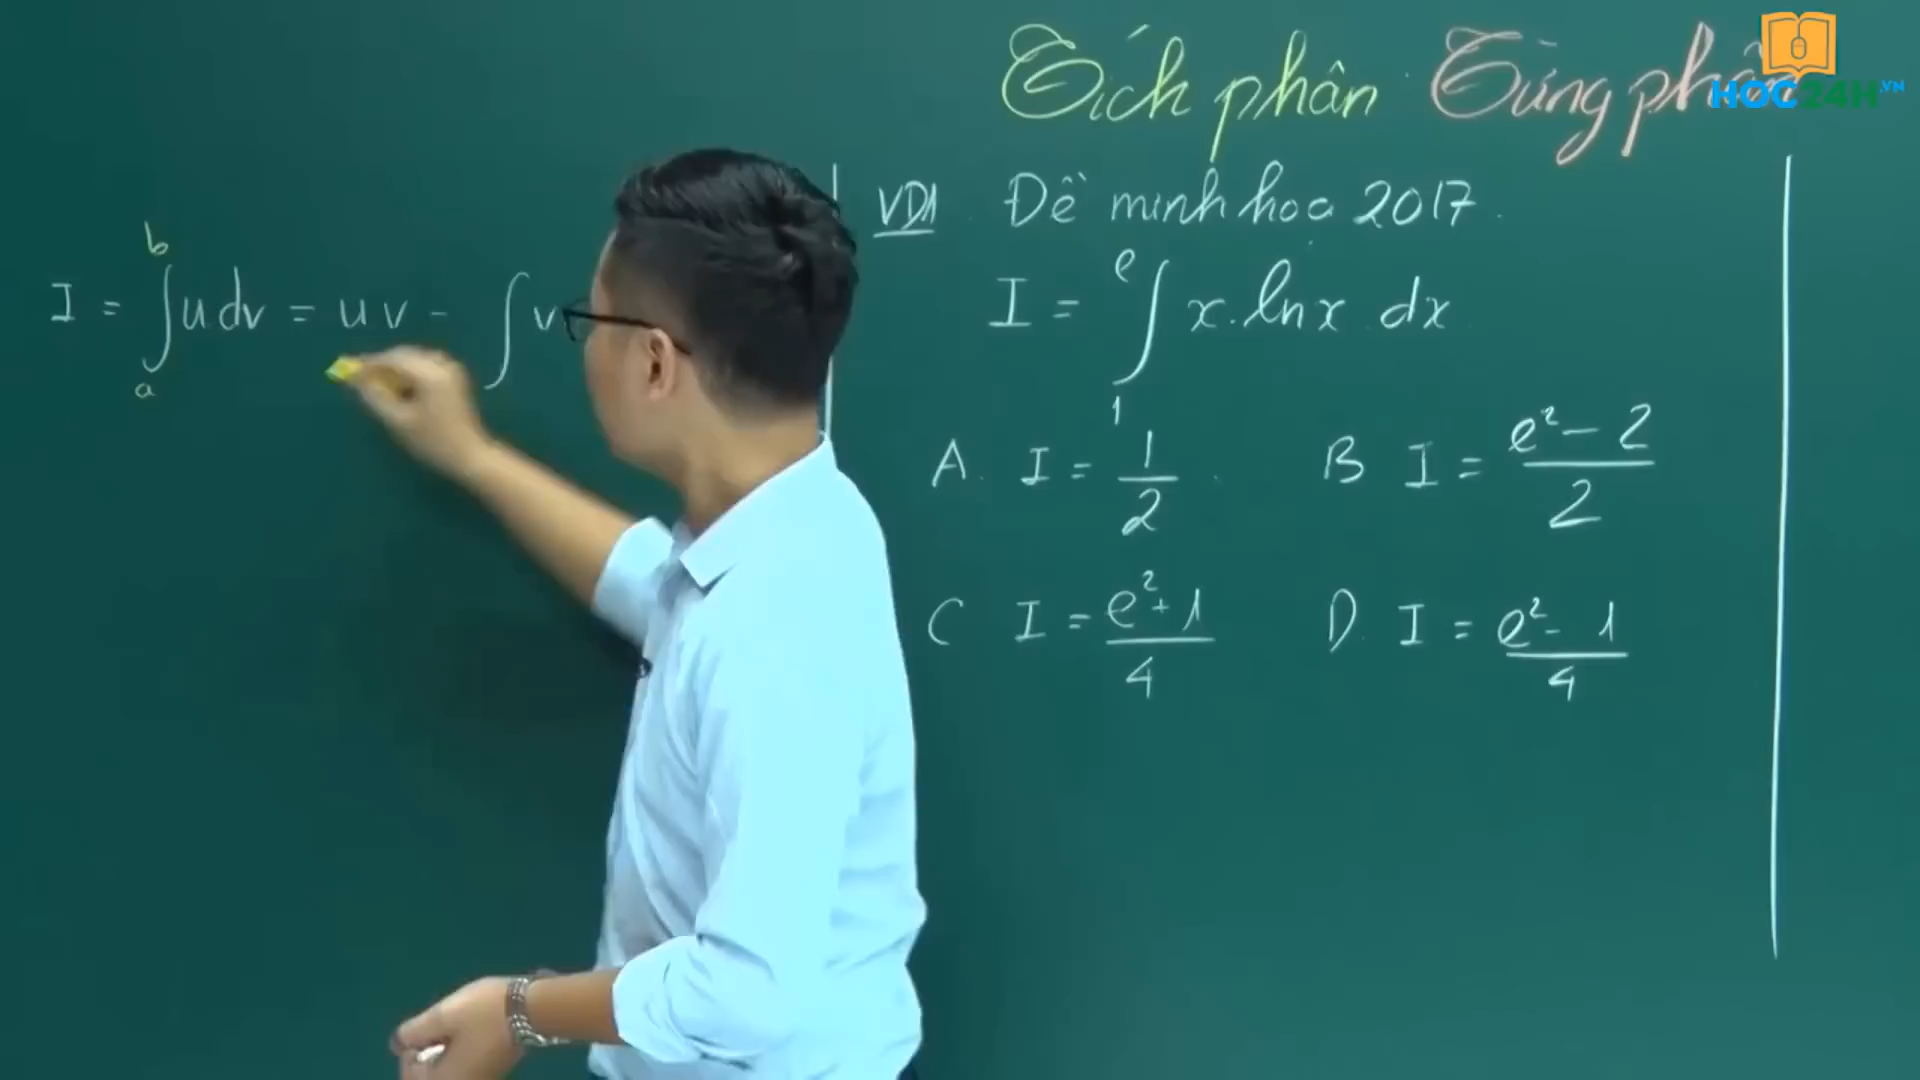 Tích phân Từng phần
HOC24H.VN
VD1. Đề minh họa 2017.
I = ∫₁ᵉ x.lnx dx
A. I = 1/2
B I = (e² - 2)/2
C I = (e² + 1)/4
D. I = (e² - 1)/4
I = ∫ₐᵇ u dv = uv - ∫ v